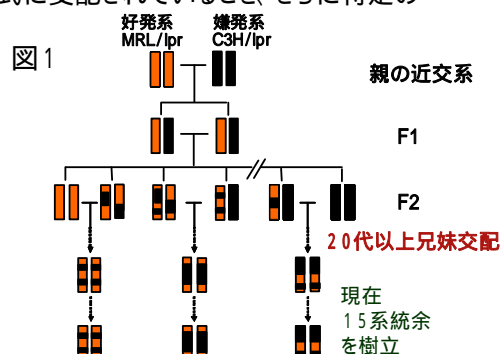 式に支配されているとき、さらに特定の
図1
好発系 嫌発系
MRL/lpr C3H/lpr
親の近交系
F1
F2
20代以上兄妹交配
現在
15系統余
を樹立